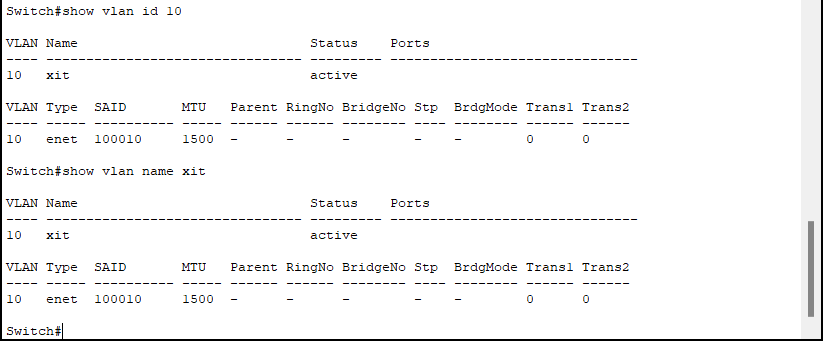 Switch#show vlan id 10
VLAN Name                             Status    Ports
---- -------------------------------- --------- -------------------------------
10   xit                              active
VLAN Type  SAID       MTU   Parent RingNo BridgeNo Stp  BrdgMode Trans1 Trans2
---- ----- ---------- ----- ------ ------ -------- ---- -------- ------ ------
10   enet  100010     1500  -      -      -        -    -        0      0
Switch#show vlan name xit
VLAN Name                             Status    Ports
---- -------------------------------- --------- -------------------------------
10   xit                              active
VLAN Type  SAID       MTU   Parent RingNo BridgeNo Stp  BrdgMode Trans1 Trans2
---- ----- ---------- ----- ------ ------ -------- ---- -------- ------ ------
10   enet  100010     1500  -      -      -        -    -        0      0
Switch#